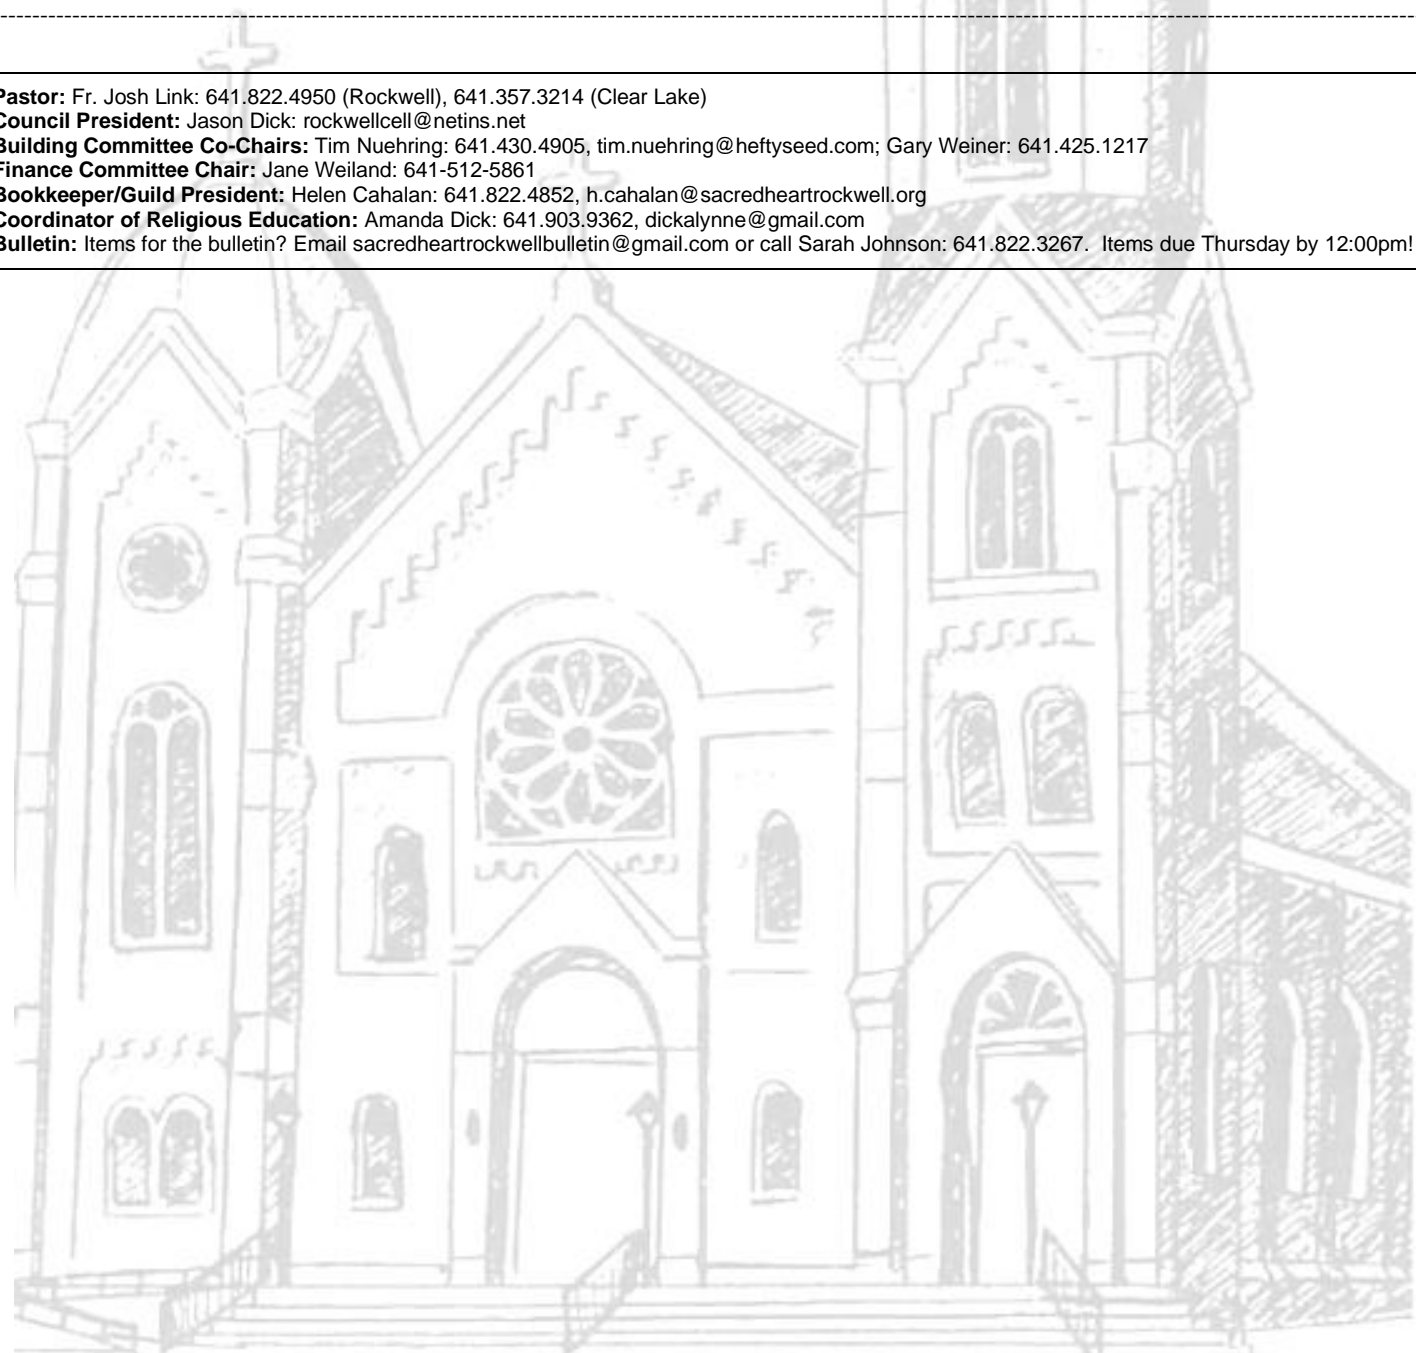 Pastor: Fr. Josh Link: 641.822.4950 (Rockwell), 641.357.3214 (Clear Lake)
Council President: Jason Dick: rockwellcell@netins.net
Building Committee Co-Chairs: Tim Nuehring: 641.430.4905, tim.nuehring@heftyseed.com; Gary Weiner: 641.425.1217
Finance Committee Chair: Jane Weiland: 641-512-5861
Bookkeeper/Guild President: Helen Cahalan: 641.822.4852, h.cahalan@sacredheartrockwell.org
Coordinator of Religious Education: Amanda Dick: 641.903.9362, dickalynne@gmail.com
Bulletin: Items for the bulletin? Email sacredheartrockwellbulletin@gmail.com or call Sarah Johnson: 641.822.3267.  Items due Thursday by 12:00pm!